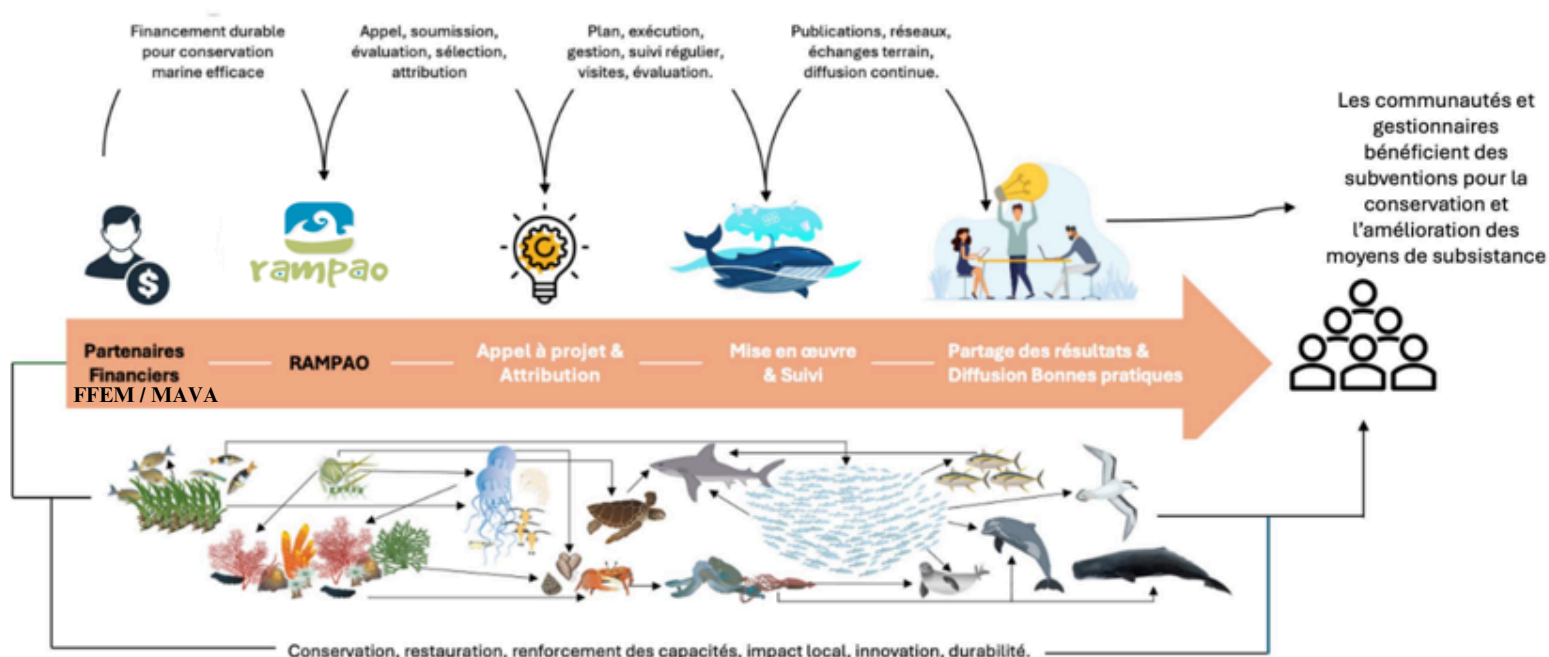 Financement durable
pour conservation
marine efficace
Appel, soumission,
évaluation, sélection,
attribution
Plan, exécution,
gestion, suivi régulier,
visites, évaluation.
Publications, réseaux,
échanges terrain,
diffusion continue.
Les communautés et
gestionnaires
bénéficient des
subventions pour la
conservation et
l'amélioration des
moyens de subsistance
rampao
Partenaires
Financiers
FFEM / MAVA
RAMPAO
Appel à projet &
Attribution
Mise en œuvre
& Suivi
Partage des résultats &
Diffusion Bonnes pratiques
Conservation, restauration, renforcement des capacités, impact local, innovation, durabilité.